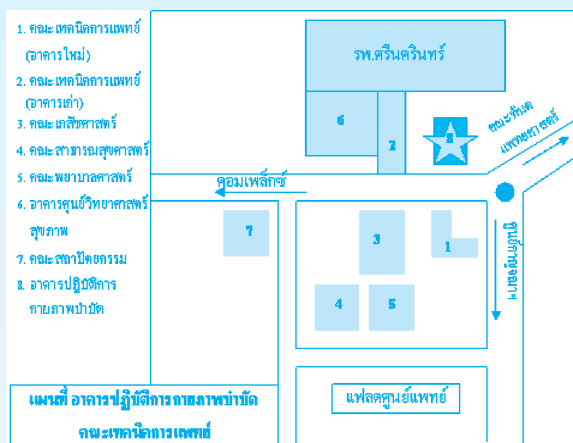 1. คณะเทคนิคการแพทย์
(อาคารใหม่)
2. คณะเทคนิคการแพทย์
(อาคารเก่า)
3. คณะเภสัชศาสตร์
4. คณะสาธารณสุขศาสตร์
5. คณะพยาบาลศาสตร์
6. อาคารศูนย์วิทยาศาสตร์
สุขภาพ
7. คณะสถาปัตยกรรม
8. อาคารปฏิบัติการ
กายภาพบำบัด
รพ.ศรีนครินทร์
6
2
8
คณะทันต
แพทยศาสตร์
คอมเพล็กซ์
7
3
1
4
5
ศูนย์กาญจนาฯ
แผนที่ อาคารปฏิบัติการกายภาพบำบัด
คณะเทคนิคการแพทย์
แฟลตศูนย์แพทย์